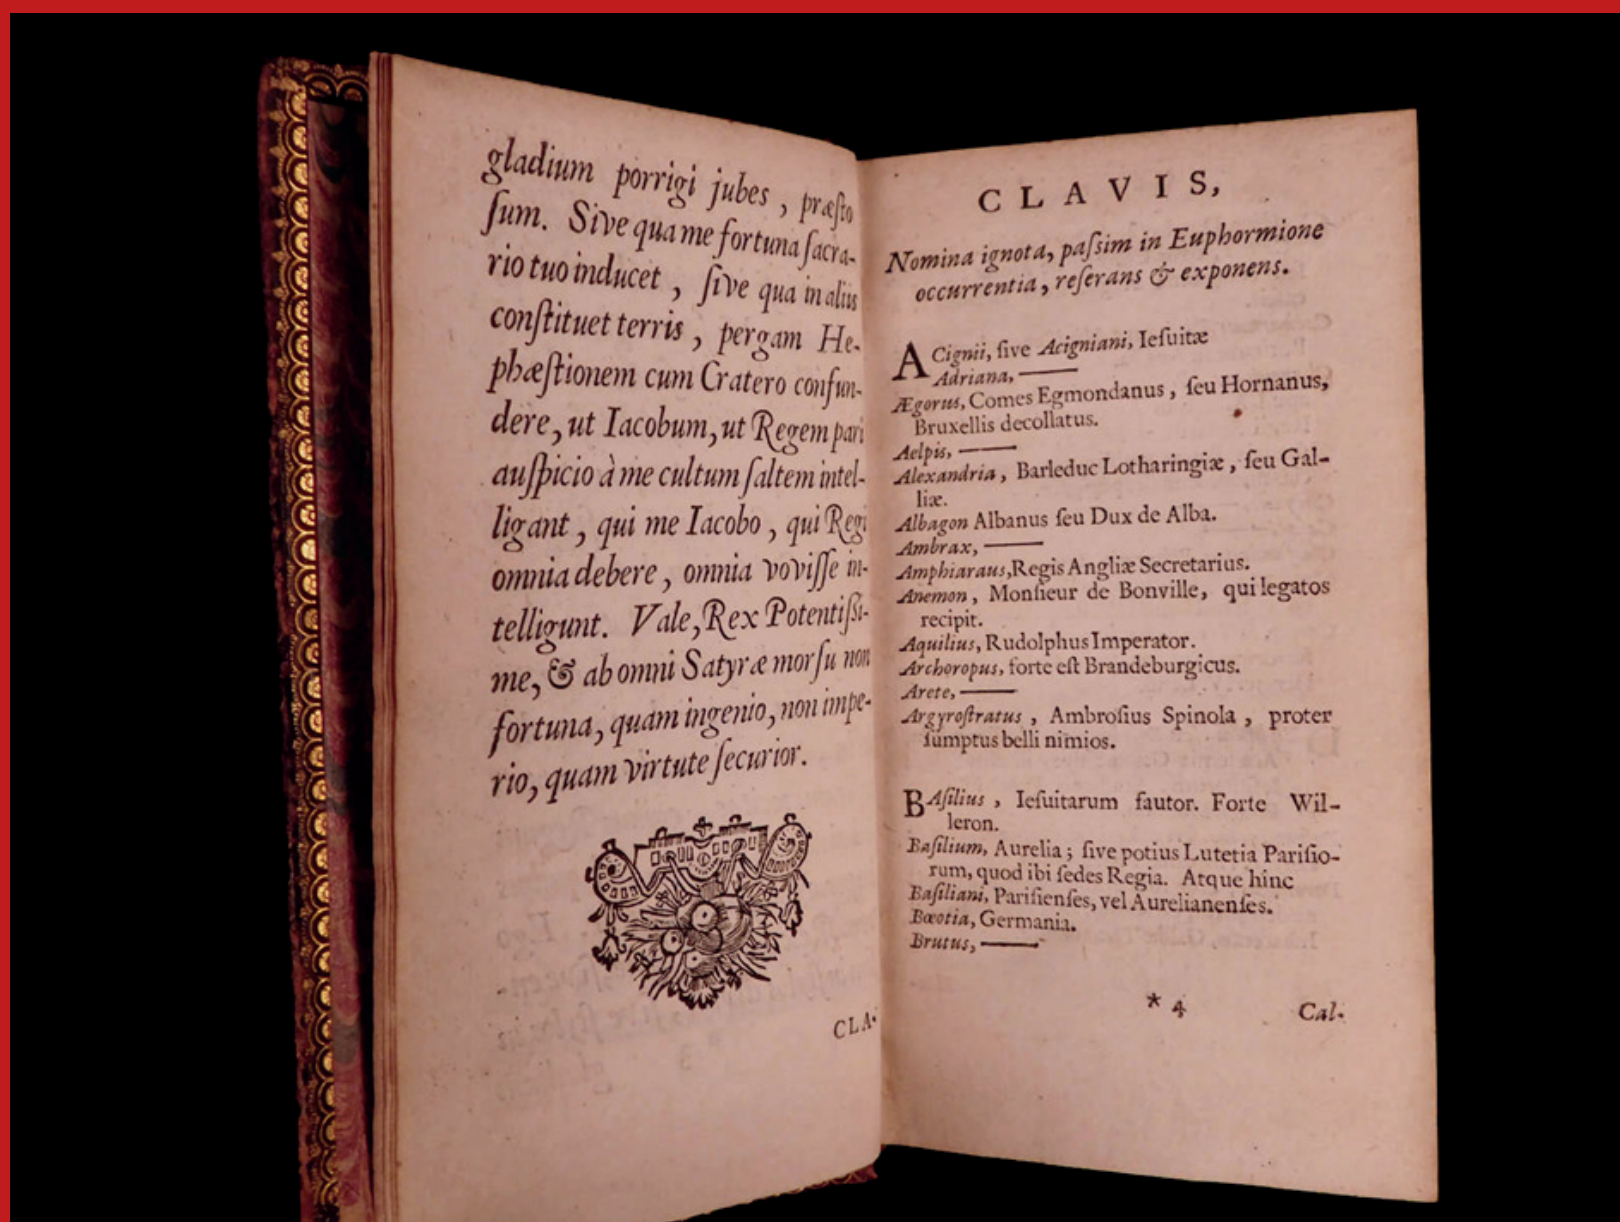 gladium porrigi jubes, præſto
ſum. Sive qua me fortuna ſacra-
rio tuo inducet, ſive qua in aliis
conſtituet terris, pergam He-
phæſtionem cum Cratero confun-
dere, ut Iacobum, ut Regem pari
auſpicio à me cultum ſaltem intel-
ligant, qui me Iacobo, qui Regi
omnia debere, omnia voviſſe in-
telligunt. Vale, Rex Potentiſſi-
me, & ab omni Satyræ morſu non
fortuna, quam ingenio, non impe-
rio, quam virtute ſecurior.
CLA-
CLAVIS,
Nomina ignota, paſsim in Euphormione
occurrentia, reſerans & exponens.
ACignii, ſive Acigniani, Ieſuitæ
Adriana, ——
Ægorus, Comes Egmondanus, ſeu Hornanus,
Bruxellis decollatus.
Aelpis, ——
Alexandria, Barleduc Lotharingiæ, ſeu Gal-
liæ.
Albagon Albanus ſeu Dux de Alba.
Ambrax, ——
Amphiaraus, Regis Angliæ Secretarius.
Anemon, Monſieur de Bonville, qui legatos
recipit.
Aquilius, Rudolphus Imperator.
Archoropus, forte eſt Brandeburgicus.
Arete, ——
Argyroſtratus, Ambroſius Spinola, proter
ſumptus belli nimios.
BAſilius, Ieſuitarum fautor. Forte Wil-
leron.
Baſilium, Aurelia; ſive potius Lutetia Pariſio-
rum, quod ibi ſedes Regia. Atque hinc
Baſiliani, Pariſienſes, vel Aurelianenſes.
Bœotia, Germania.
Brutus, ——
* 4 Cal-